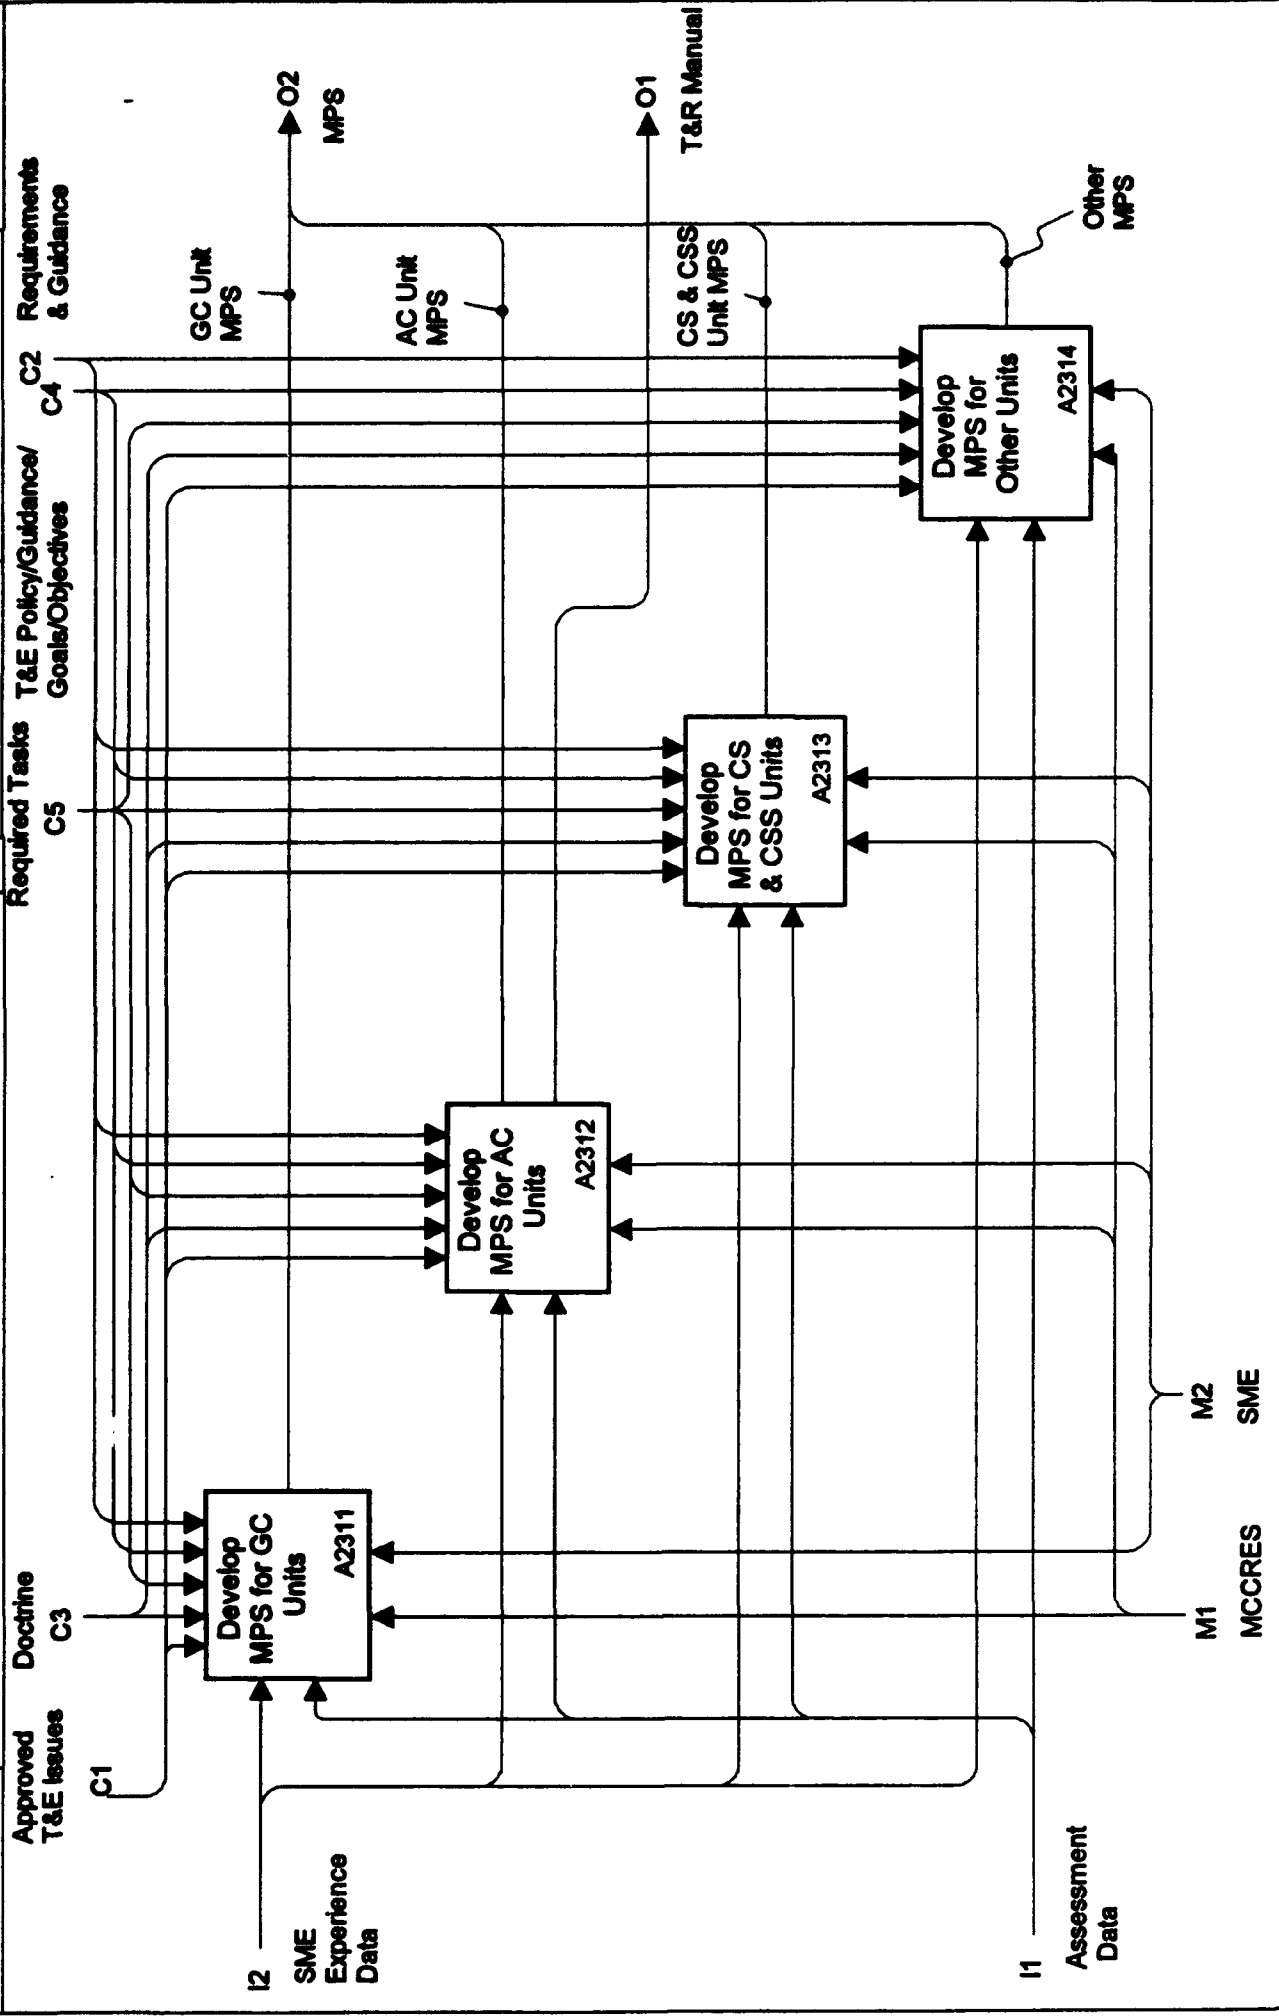 Approved
T&E Issues
C1
Doctrine
C3
Required Tasks
C5
T&E Policy/Guidance/
Goals/Objectives
C4
C2
Requirements
& Guidance
I2
SME
Experience
Data
I1
Assessment
Data
Develop
MPS for GC
Units
A2311
Develop
MPS for AC
Units
A2312
Develop
MPS for CS
& CSS Units
A2313
Develop
MPS for
Other Units
A2314
GC Unit
MPS
AC Unit
MPS
CS & CSS
Unit MPS
Other
MPS
O2
MPS
O1
T&R Manual
M1
MCCRES
M2
SME